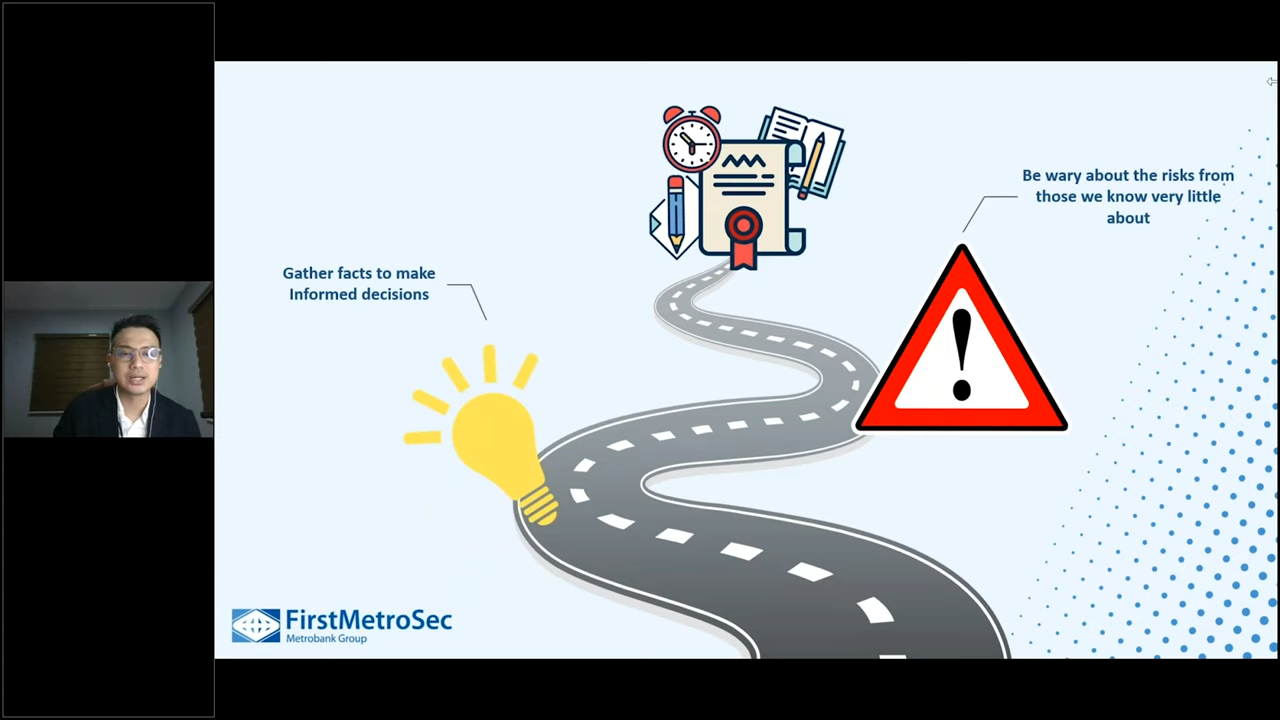 Be wary about the risks from
those we know very little
about
Gather facts to make
Informed decisions
FirstMetroSec
Metrobank Group